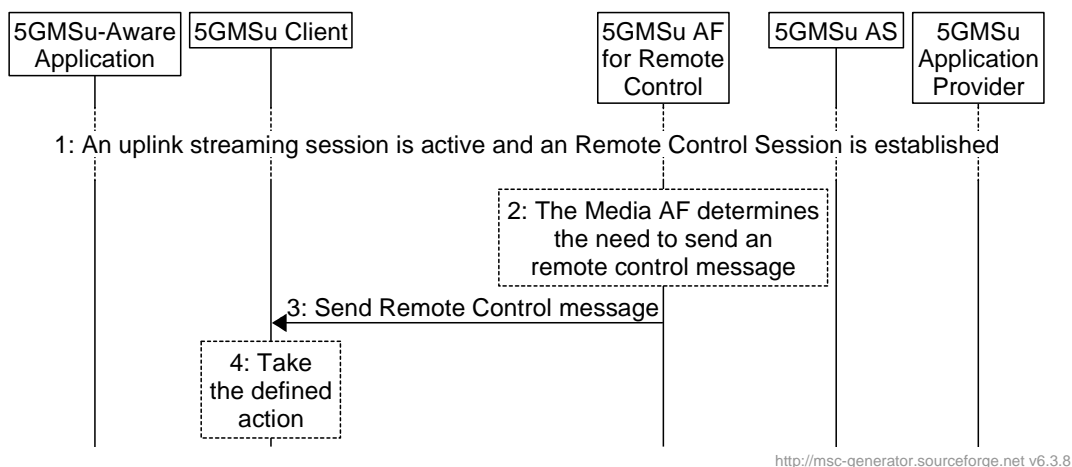 5GMSu-Aware
Application
5GMSu Client
5GMSu AF
for Remote
Control
5GMSu AS
5GMSu
Application
Provider
1: An uplink streaming session is active and an Remote Control Session is established
2: The Media AF determines
the need to send an
remote control message
3: Send Remote Control message
4: Take
the defined
action
http://msc-generator.sourceforge.net v6.3.8